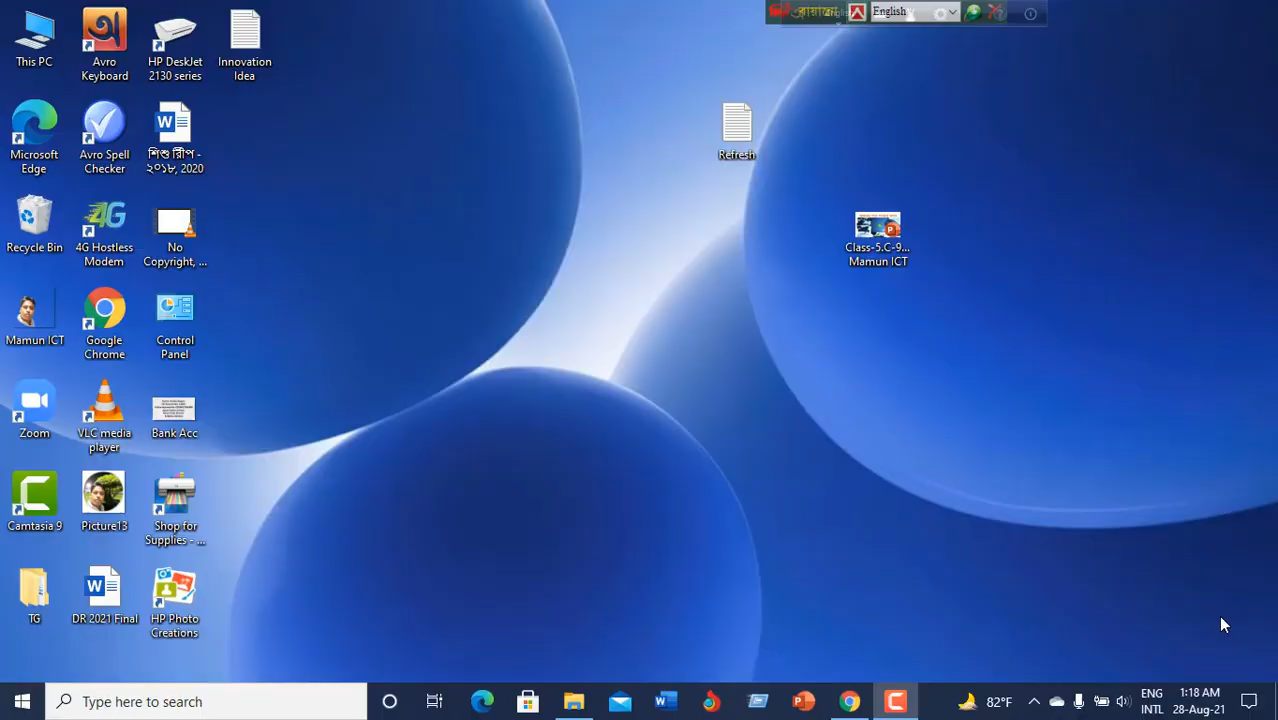 English
This PC
Avro
Keyboard
HP DeskJet
2130 series
Innovation
Idea
Microsoft
Edge
Avro Spell
Checker
২০১৮, 2020
Refresh
Recycle Bin
4G
4G Hostless
Modem
No
Copyright, ...
Class-5.C-9...
Mamun ICT
Mamun ICT
Google
Chrome
Control
Panel
Zoom
VLC media
player
Bank Acc
Camtasia 9
Picture13
Shop for
Supplies - ...
TG
DR 2021 Final
HP Photo
Creations
Type here to search
82°F
ENG
INTL
1:18 AM
28-Aug-21